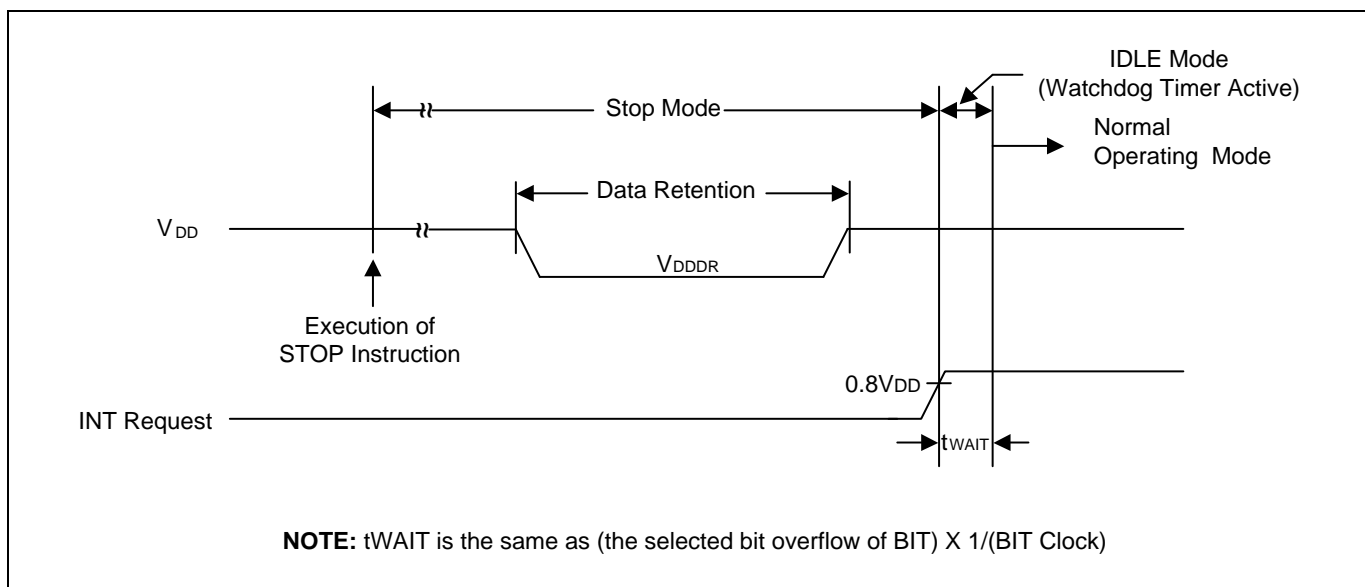 IDLE Mode
(Watchdog Timer Active)
Stop Mode
Normal
Operating Mode
Data Retention
VDD
VDDDR
Execution of
STOP Instruction
0.8VDD
INT Request
tWAIT
NOTE: tWAIT is the same as (the selected bit overflow of BIT) X 1/(BIT Clock)